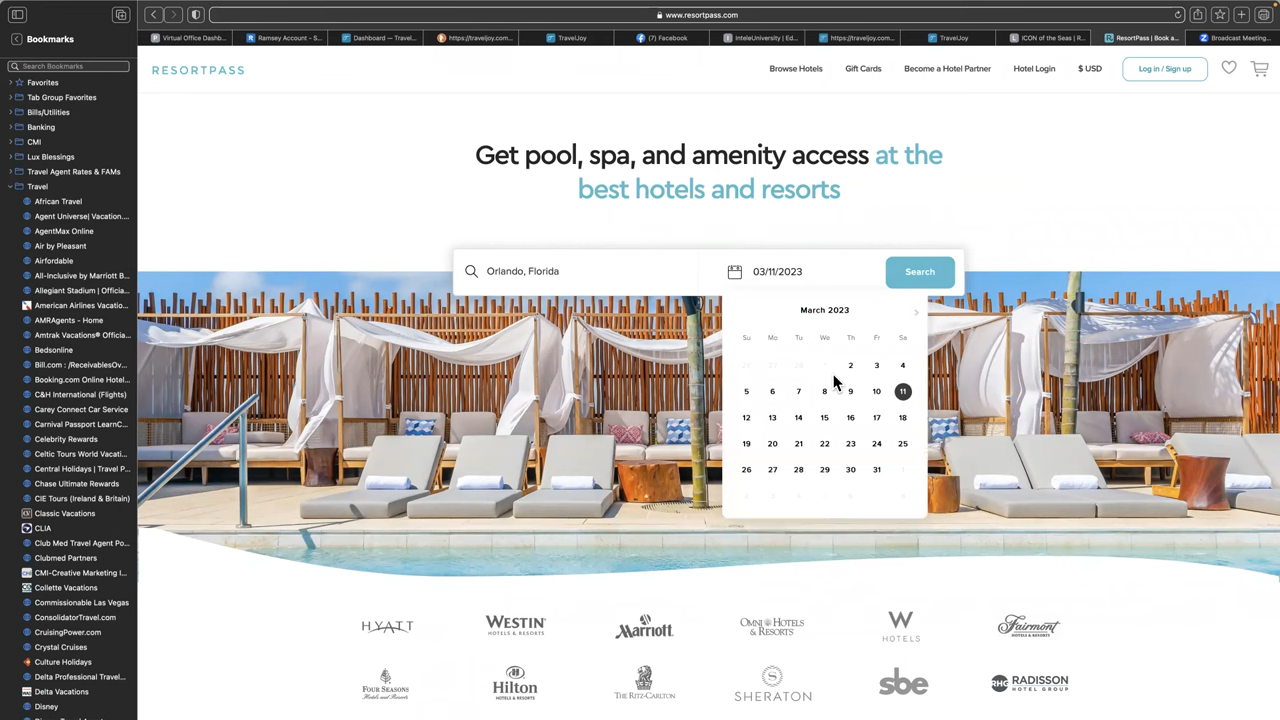 www.resortpass.com
Bookmarks
Virtual Office Dashb...
Ramsey Account - S...
Dashboard — Travel...
https://traveljoy.com...
TravelJoy
(7) Facebook
InteleUniversity | Ed...
https://traveljoy.com...
TravelJoy
ICON of the Seas | R...
ResortPass | Book a...
Broadcast Meeting...
Search Bookmarks
Favorites
Tab Group Favorites
Bills/Utilities
Banking
CMI
Lux Blessings
Travel Agent Rates & FAMs
Travel
African Travel
Agent Universe| Vacation....
AgentMax Online
Air by Pleasant
Airfordable
All-Inclusive by Marriott B...
Allegiant Stadium | Officia...
American Airlines Vacatio...
AMRAgents - Home
Amtrak Vacations® Officia...
Bedsonline
Bill.com : /ReceivablesOv...
Booking.com Online Hotel...
C&H International (Flights)
Carey Connect Car Service
Carnival Passport LearnC...
Celebrity Rewards
Celtic Tours World Vacati...
Central Holidays | Travel P...
Chase Ultimate Rewards
CIE Tours (Ireland & Britain)
Classic Vacations
CLIA
Club Med Travel Agent Po...
Clubmed Partners
CMI-Creative Marketing I...
Collette Vacations
Commissionable Las Vegas
ConsolidatorTravel.com
CruisingPower.com
Crystal Cruises
Culture Holidays
Delta Professional Travel...
Delta Vacations
Disney
RESORTPASS
Browse Hotels
Gift Cards
Become a Hotel Partner
Hotel Login
$ USD
Log in / Sign up
Get pool, spa, and amenity access at the
best hotels and resorts
Orlando, Florida
03/11/2023
Search
March 2023
Su Mo Tu We Th Fr Sa
26 27 28 1 2 3 4
5 6 7 8 9 10 11
12 13 14 15 16 17 18
19 20 21 22 23 24 25
26 27 28 29 30 31 1
HYATT
WESTIN
HOTELS & RESORTS
Marriott
OMNI HOTELS
& RESORTS
W
HOTELS
Fairmont
HOTELS & RESORTS
FOUR SEASONS
Hotels and Resorts
Hilton
HOTELS & RESORTS
THE RITZ-CARLTON
S
SHERATON
sbe
RHG RADISSON
HOTEL GROUP